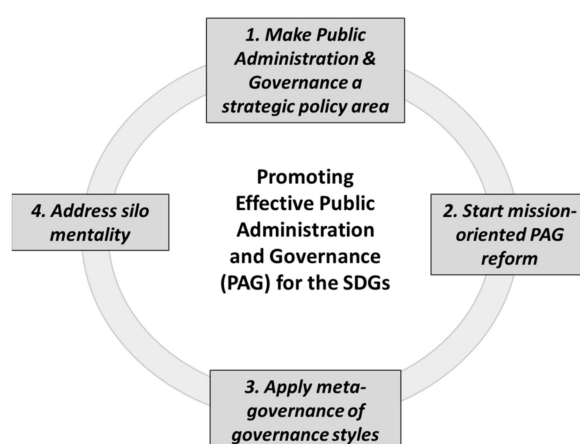 1. Make Public
Administration &
Governance a
strategic policy area
4. Address silo
mentality
Promoting
Effective Public
Administration
and Governance
(PAG) for the SDGs
2. Start mission-
oriented PAG
reform
3. Apply meta-
governance of
governance styles